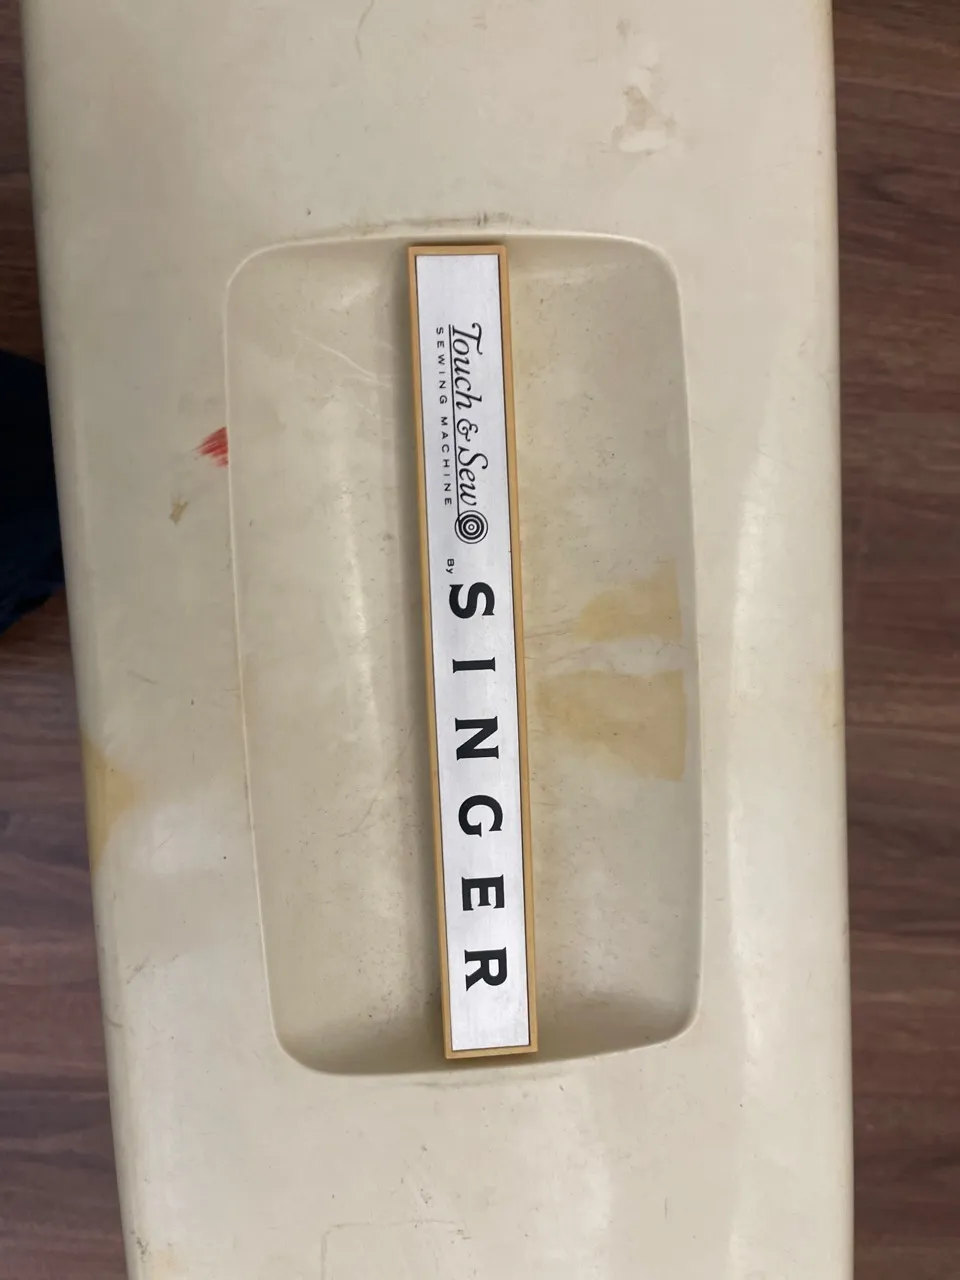 Touch & Sew
SEWING MACHINE
By SINGER